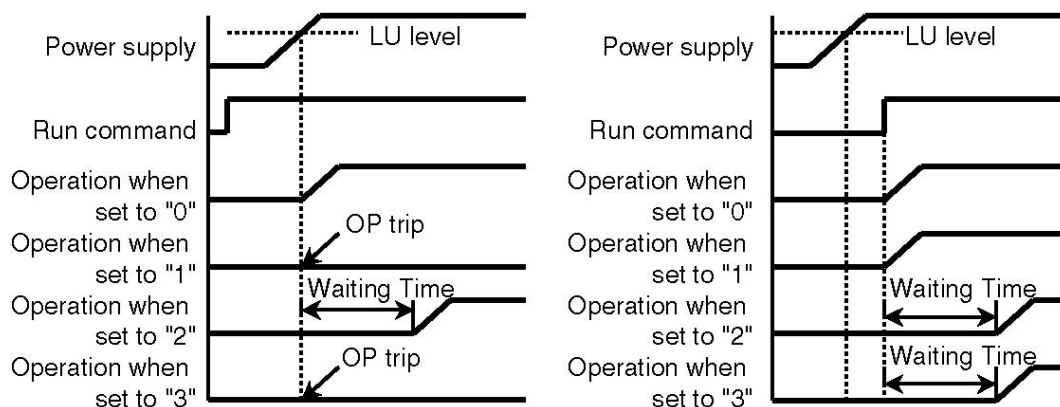 Power supply
LU level
Run command
Operation when
set to "0"
Operation when
set to "1"
OP trip
Operation when
set to "2"
Waiting Time
Operation when
set to "3"
OP trip
Power supply
LU level
Run command
Operation when
set to "0"
Operation when
set to "1"
Operation when
set to "2"
Waiting Time
Operation when
set to "3"
Waiting Time